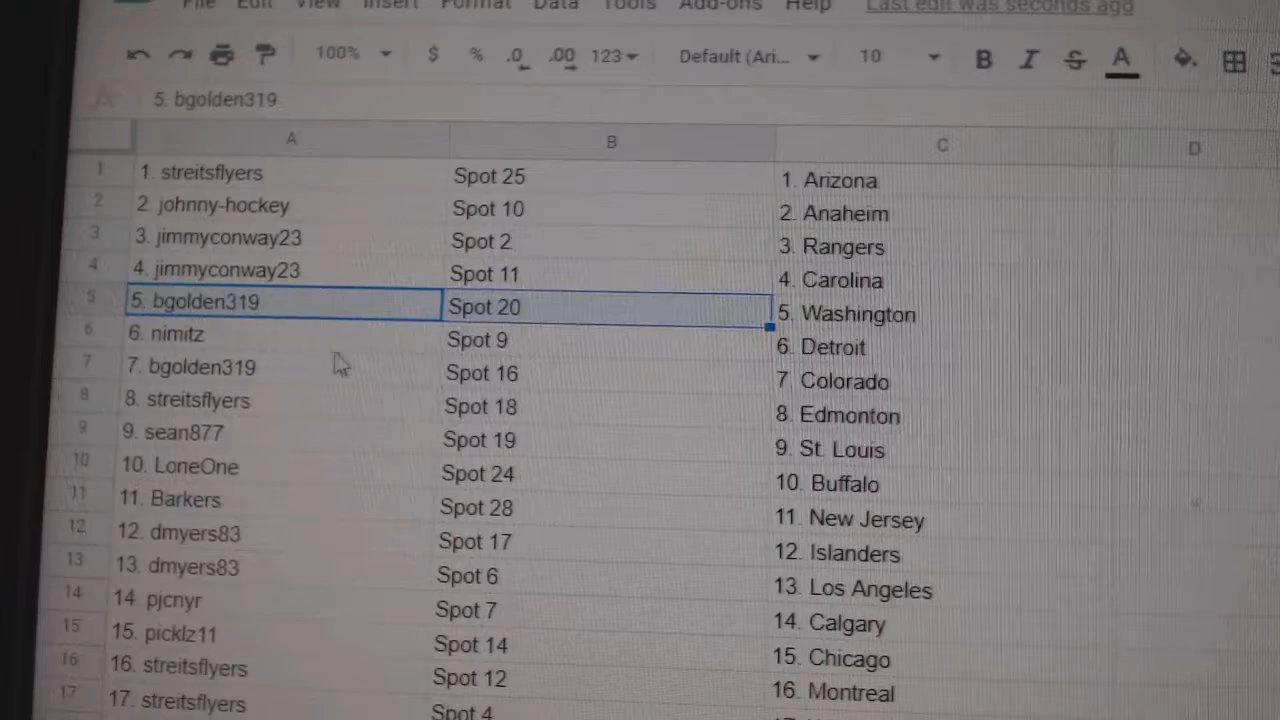 File Edit View Insert Format Data Tools Add-ons Help Last edit was seconds ago
100% $ % .0 .00 123 Default (Ari... 10 B I S A
fx 5. bgolden319
A B C D
1 1. streitsflyers Spot 25 1. Arizona
2 2. johnny-hockey Spot 10 2. Anaheim
3 3. jimmyconway23 Spot 2 3. Rangers
4 4. jimmyconway23 Spot 11 4. Carolina
5 5. bgolden319 Spot 20 5. Washington
6 6. nimitz Spot 9 6. Detroit
7 7. bgolden319 Spot 16 7. Colorado
8 8. streitsflyers Spot 18 8. Edmonton
9 9. sean877 Spot 19 9. St. Louis
10 10. LoneOne Spot 24 10. Buffalo
11 11. Barkers Spot 28 11. New Jersey
12 12. dmyers83 Spot 17 12. Islanders
13 13. dmyers83 Spot 6 13. Los Angeles
14 14 pjcnyr Spot 7 14. Calgary
15 15. picklz11 Spot 14 15. Chicago
16 16. streitsflyers Spot 12 16. Montreal
17 17. streitsflyers Spot 4